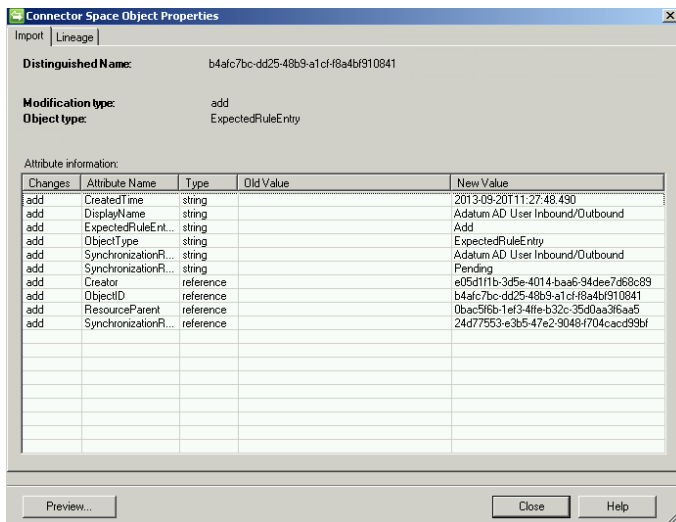 Connector Space Object Properties
Import Lineage
Distinguished Name: b4afc7bc-dd25-48b9-a1cf-f8a4bf910841
Modification type: add
Object type: ExpectedRuleEntry
Attribute information:
Changes Attribute Name Type Old Value New Value
add CreatedTime string 2013-09-20T11:27:48.490
add DisplayName string Adatum AD User Inbound/Outbound
add ExpectedRuleEnt... string Add
add ObjectType string ExpectedRuleEntry
add SynchronizationR... string Adatum AD User Inbound/Outbound
add SynchronizationR... string Pending
add Creator reference e05d1f1b-3d5e-4014-baa6-94dee7d68c89
add ObjectID reference b4afc7bc-dd25-48b9-a1cf-f8a4bf910841
add ResourceParent reference 0bac5f6b-1ef3-4ffe-b32c-35d0aa3f6aa5
add SynchronizationR... reference 24d77553-e3b5-47e2-9048-f704cacd99bf
Preview... Close Help